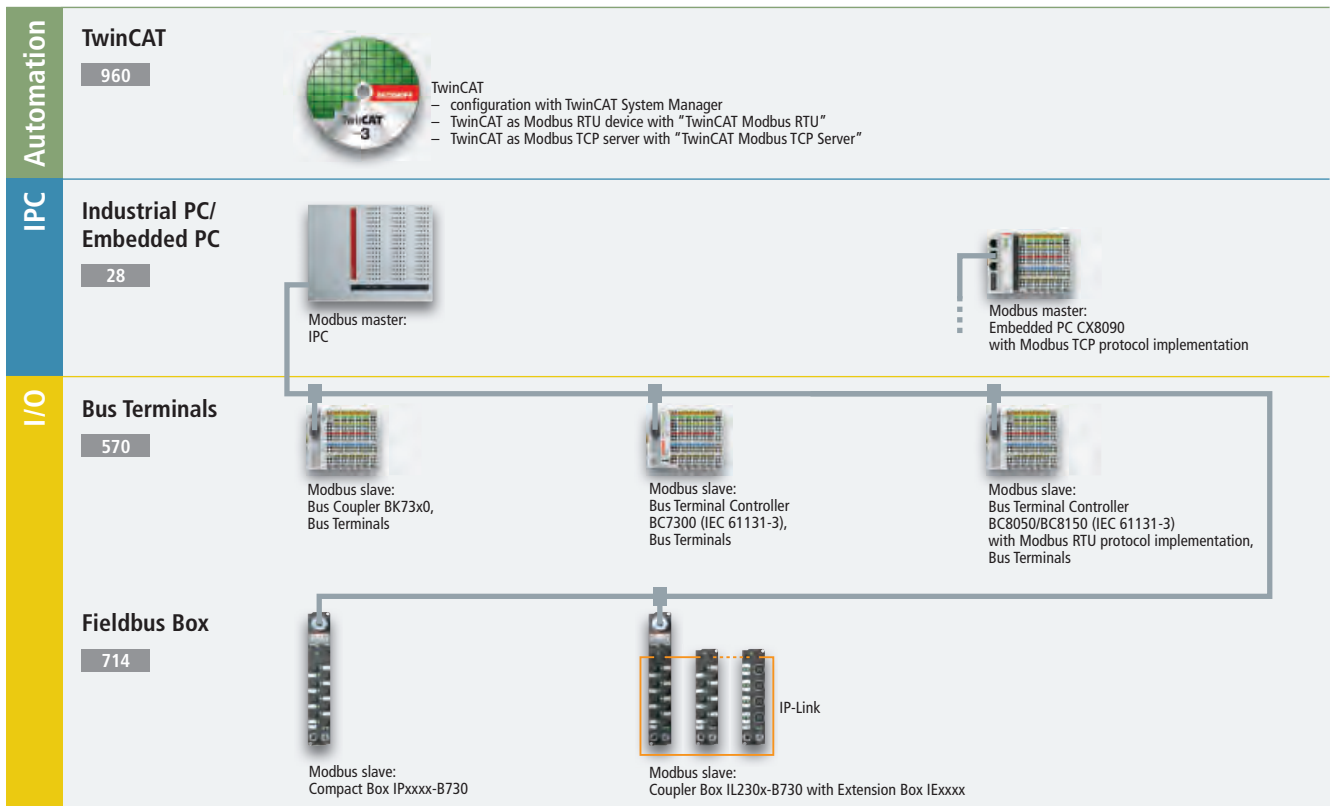 Automation
TwinCAT
960
TwinCAT
3
TwinCAT
– configuration with TwinCAT System Manager
– TwinCAT as Modbus RTU device with “TwinCAT Modbus RTU”
– TwinCAT as Modbus TCP server with “TwinCAT Modbus TCP Server”
IPC
Industrial PC/
Embedded PC
28
Modbus master:
IPC
Modbus master:
Embedded PC CX8090
with Modbus TCP protocol implementation
I/O
Bus Terminals
570
Modbus slave:
Bus Coupler BK73x0,
Bus Terminals
Modbus slave:
Bus Terminal Controller
BC7300 (IEC 61131-3),
Bus Terminals
Modbus slave:
Bus Terminal Controller
BC8050/BC8150 (IEC 61131-3)
with Modbus RTU protocol implementation,
Bus Terminals
Fieldbus Box
714
IP-Link
Modbus slave:
Compact Box IPxxxx-B730
Modbus slave:
Coupler Box IL230x-B730 with Extension Box IExxxx